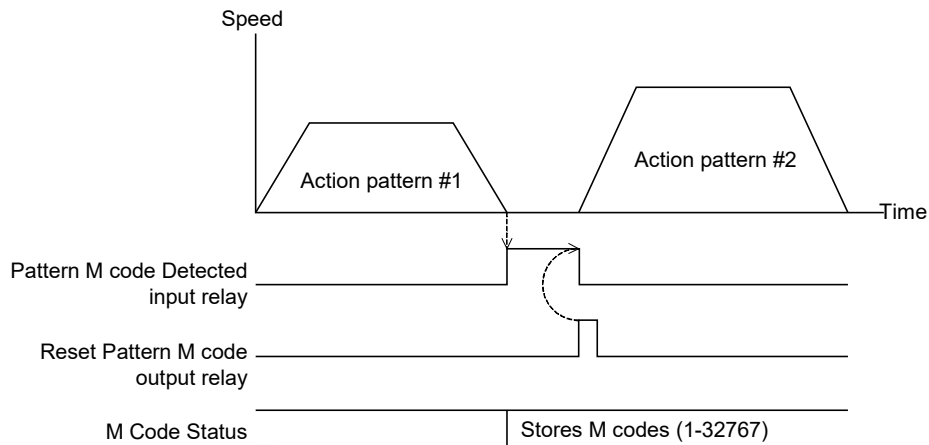 Speed
Action pattern #1
Action pattern #2
Time
Pattern M code Detected
input relay
Reset Pattern M code
output relay
M Code Status
Stores M codes (1-32767)